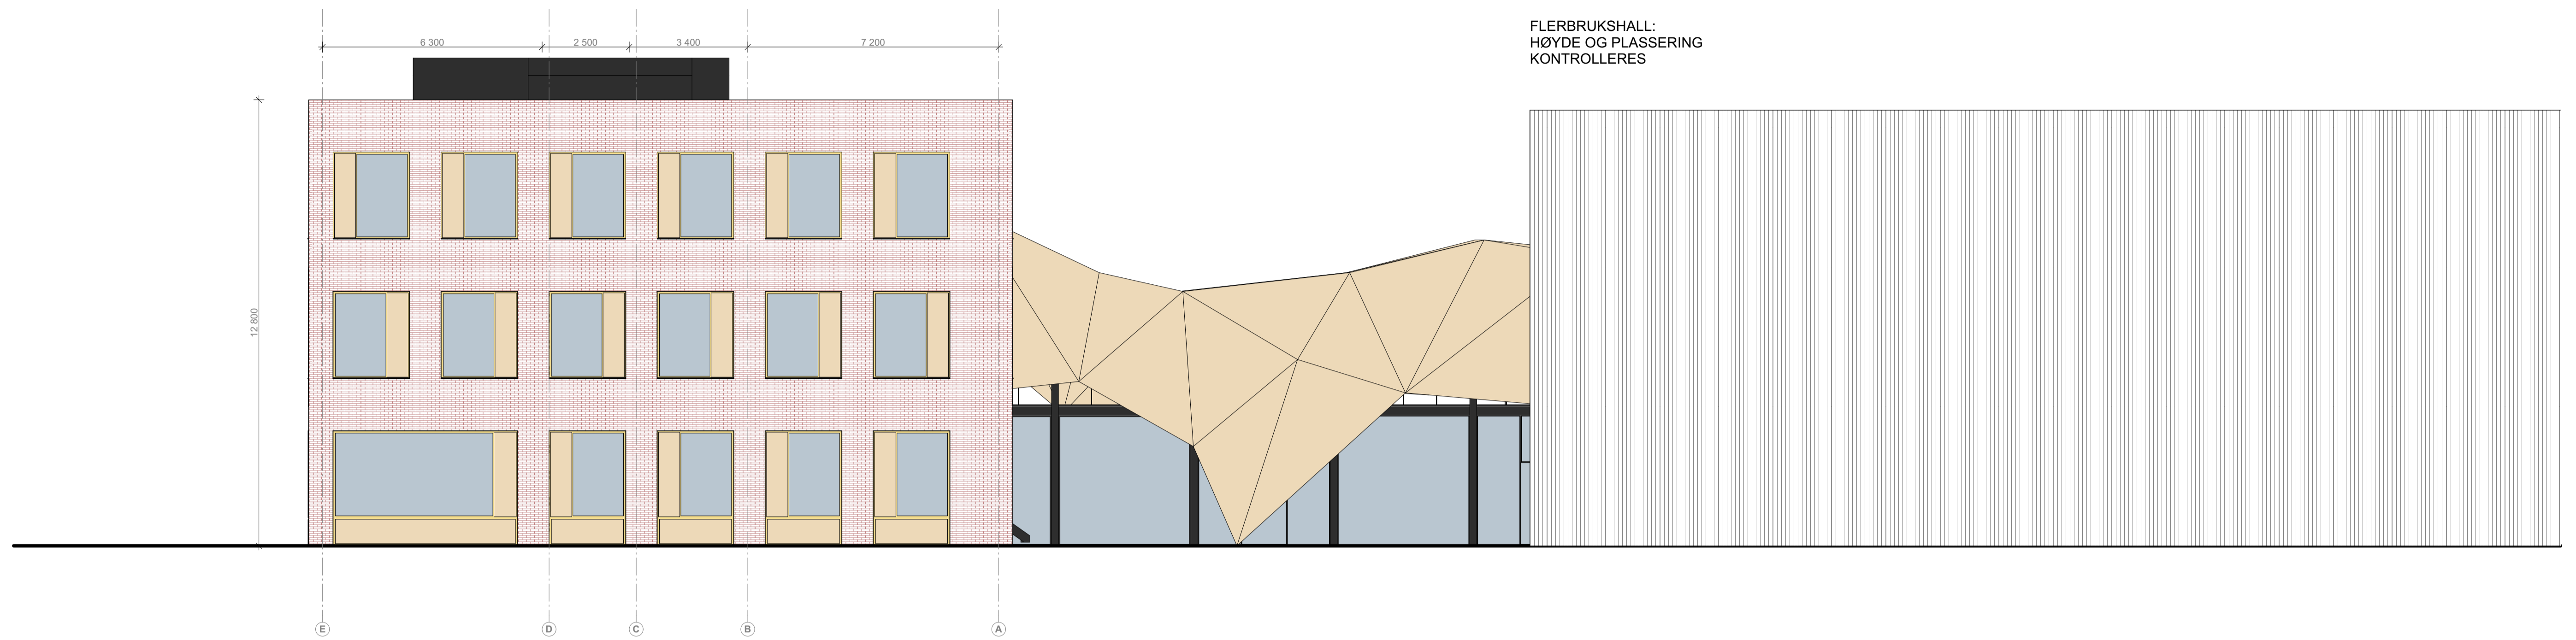 FLERBRUKSHALL:
HØYDE OG PLASSERING
KONTROLLERES
6 300
2 500
3 400
7 200
12 800
E
D
C
B
A